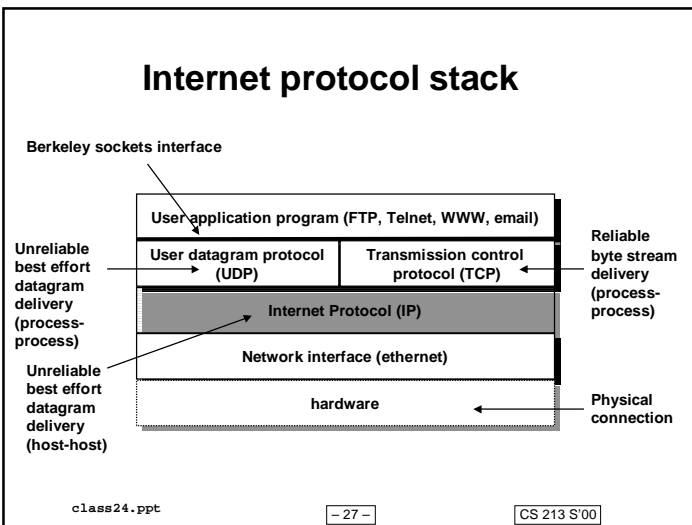 Internet protocol stack
Berkeley sockets interface
User application program (FTP, Telnet, WWW, email)
Unreliable
best effort
datagram
delivery
(process-
process)
User datagram protocol
(UDP)
Transmission control
protocol (TCP)
Reliable
byte stream
delivery
(process-
process)
Internet Protocol (IP)
Unreliable
best effort
datagram
delivery
(host-host)
Network interface (ethernet)
hardware
Physical
connection
class24.ppt
– 27 –
CS 213 S'00